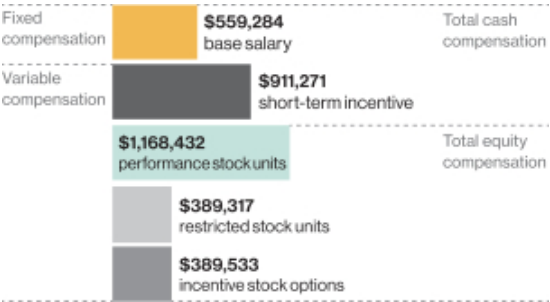 Fixed
compensation
$559,284
base salary
Total cash
compensation
Variable
compensation
$911,271
short-term incentive
$1,168,432
performance stock units
Total equity
compensation
$389,317
restricted stock units
$389,533
incentive stock options